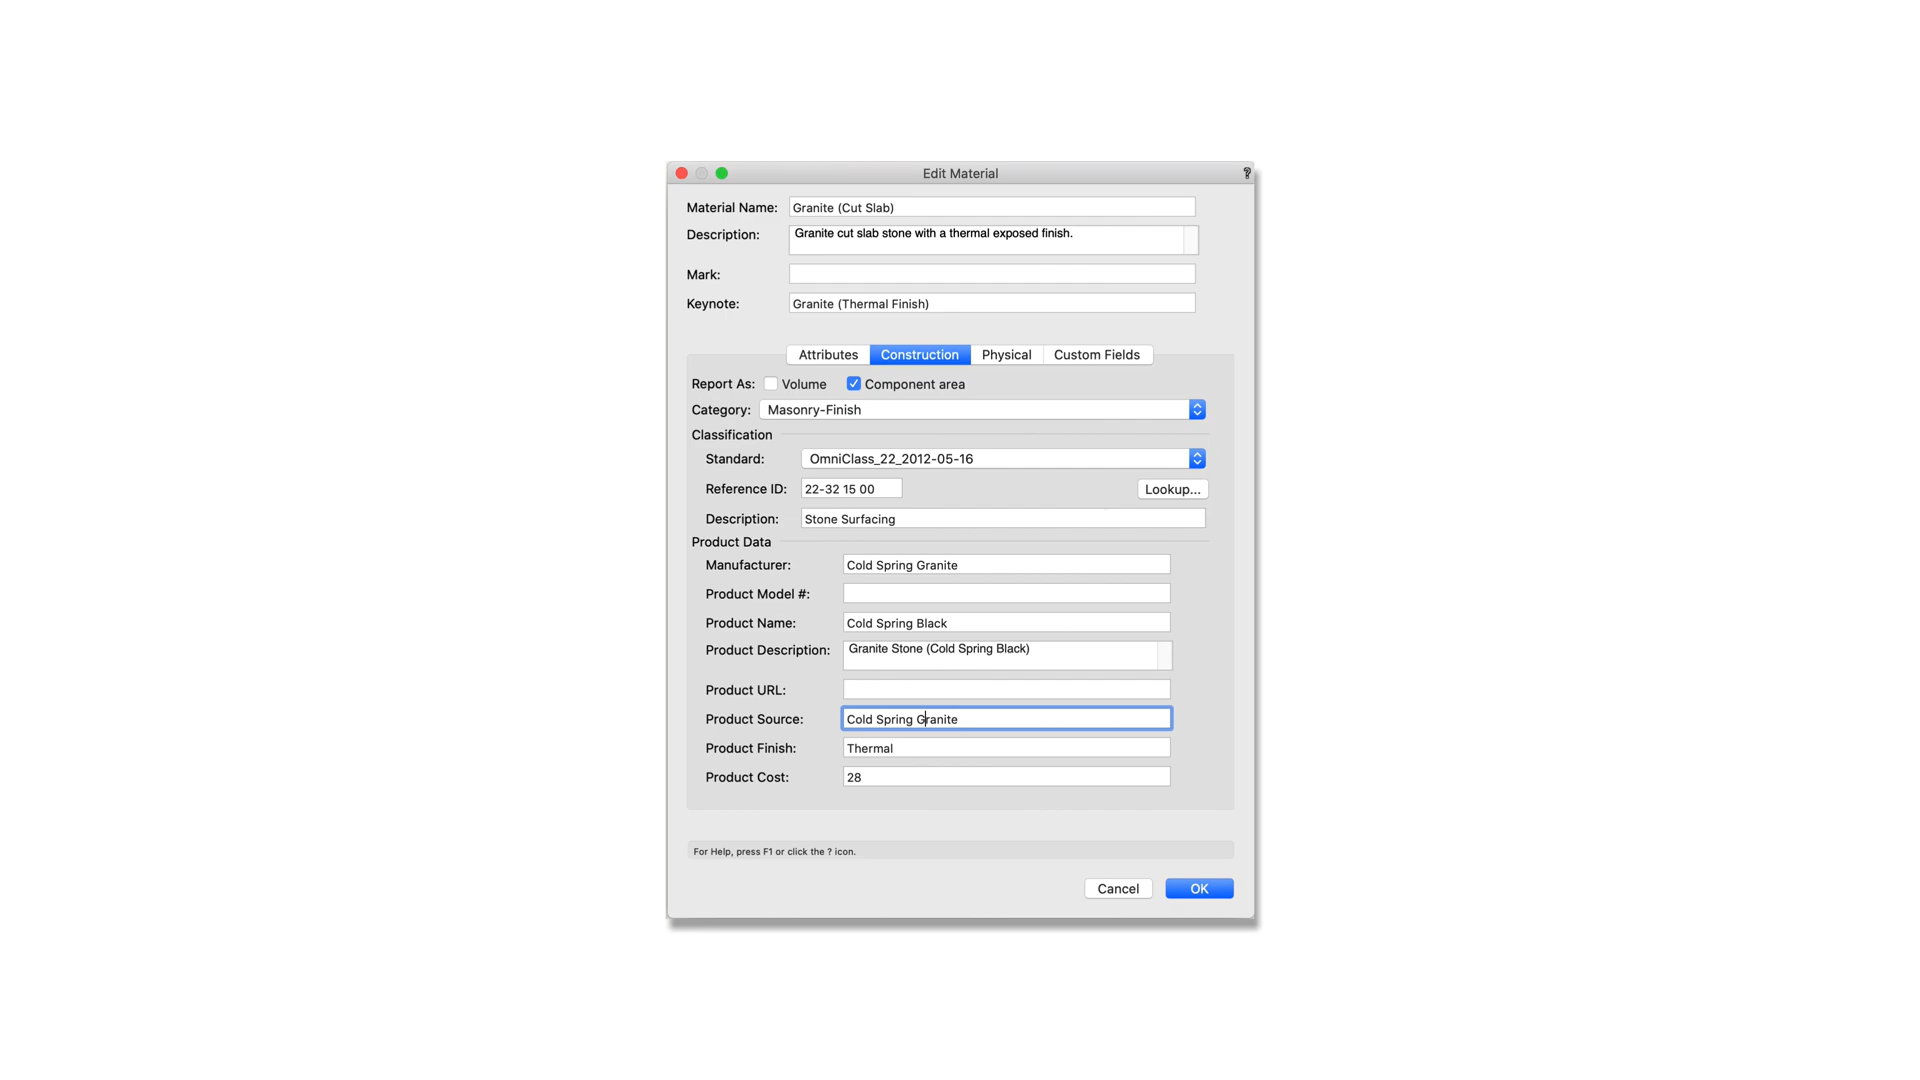 Edit Material
?
Material Name: Granite (Cut Slab)
Description: Granite cut slab stone with a thermal exposed finish.
Mark:
Keynote: Granite (Thermal Finish)
Attributes Construction Physical Custom Fields
Report As: Volume Component area
Category: Masonry-Finish
Classification
Standard: OmniClass_22_2012-05-16
Reference ID: 22-32 15 00 Lookup...
Description: Stone Surfacing
Product Data
Manufacturer: Cold Spring Granite
Product Model #:
Product Name: Cold Spring Black
Product Description: Granite Stone (Cold Spring Black)
Product URL:
Product Source: Cold Spring Granite
Product Finish: Thermal
Product Cost: 28
For Help, press F1 or click the ? icon.
Cancel OK